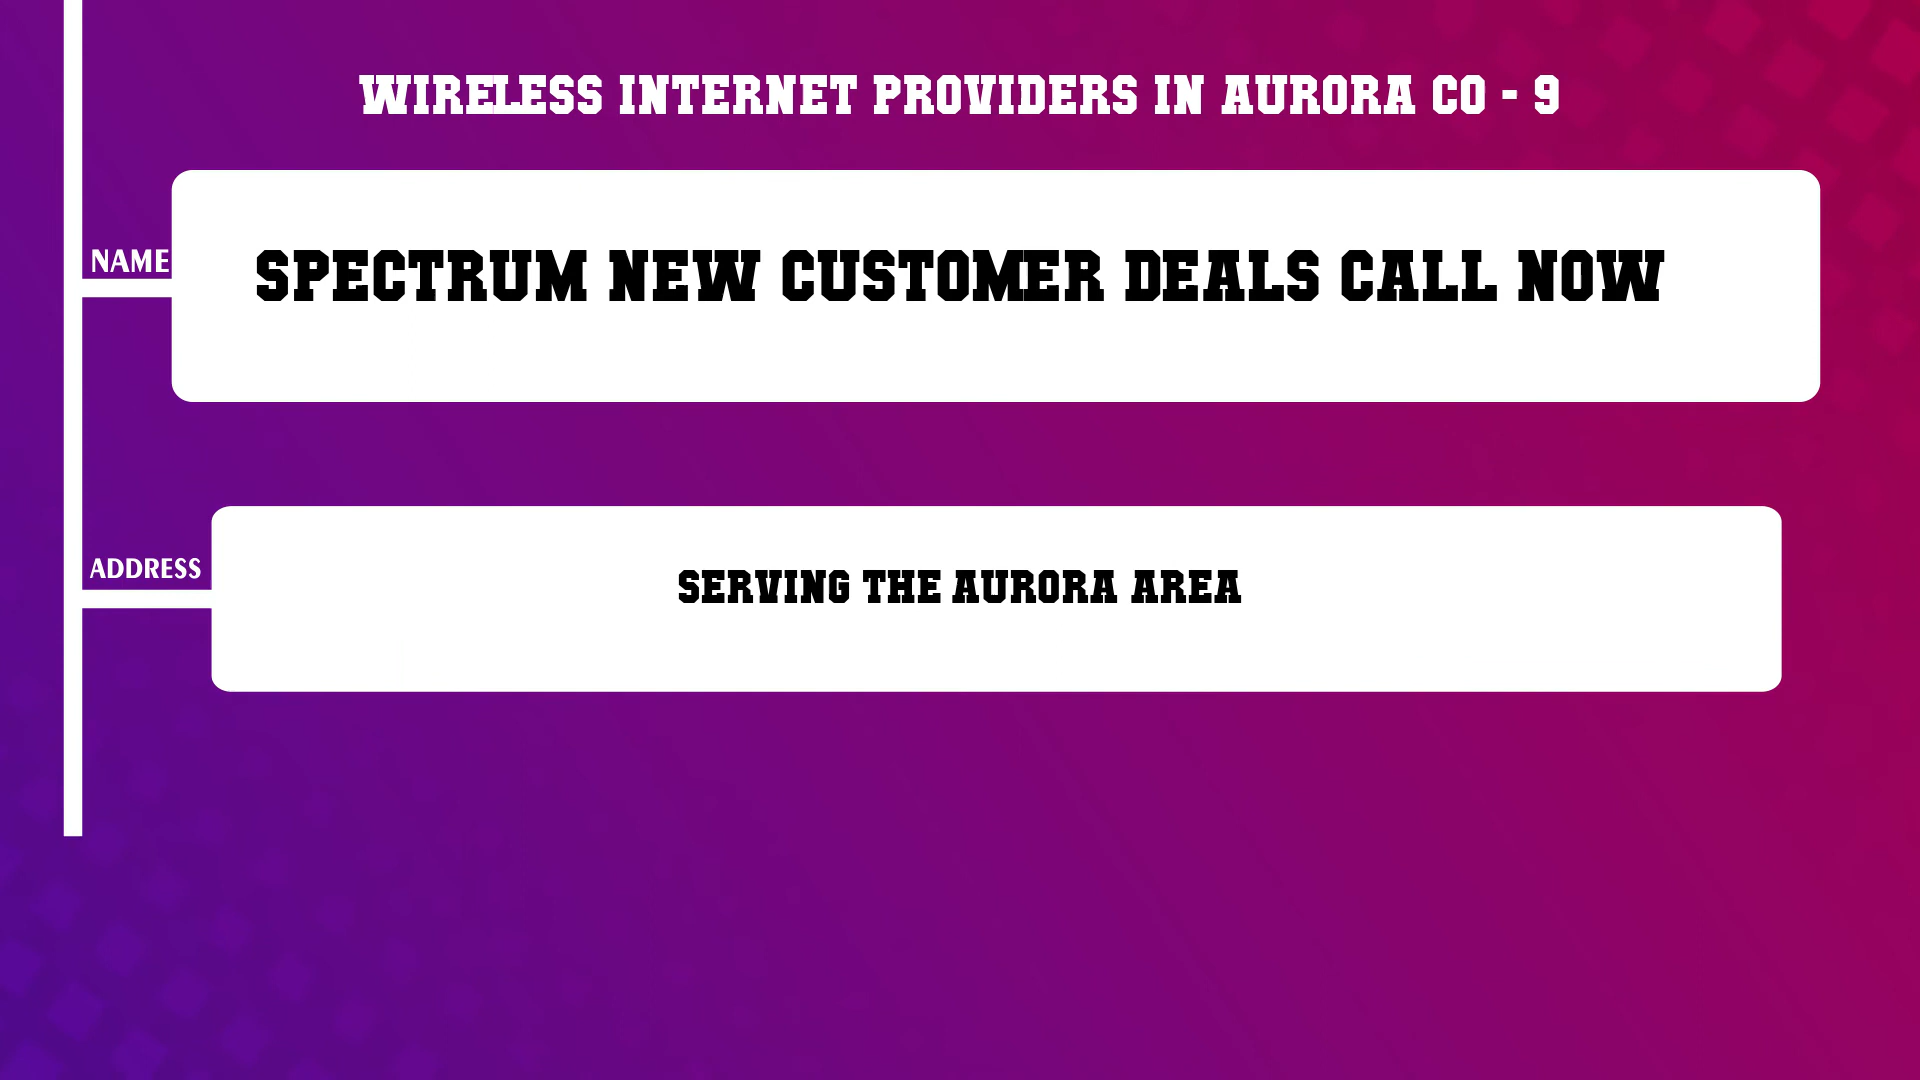 WIRELESS INTERNET PROVIDERS IN AURORA CO - 9
NAME
SPECTRUM NEW CUSTOMER DEALS CALL NOW
ADDRESS
SERVING THE AURORA AREA